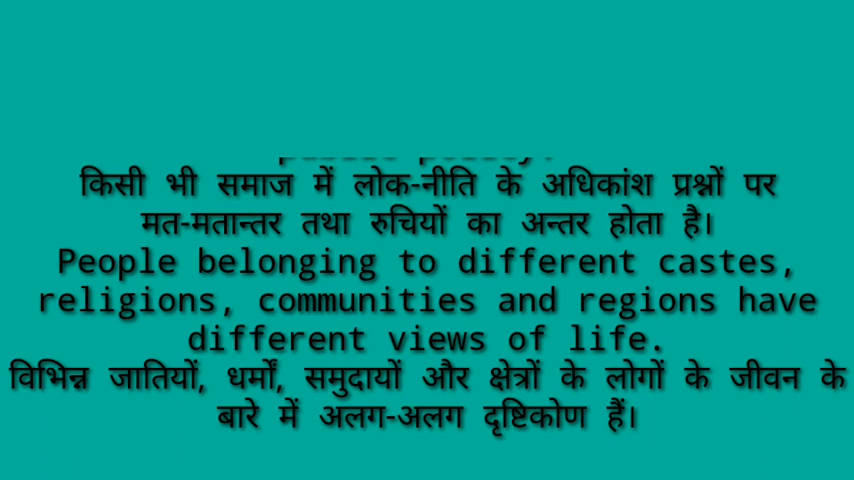 किसी भी समाज में लोक-नीति के अधिकांश प्रश्नों पर
मत-मतान्तर तथा रुचियों का अन्तर होता है।
People belonging to different castes,
religions, communities and regions have
different views of life.
विभिन्न जातियों, धर्मों, समुदायों और क्षेत्रों के लोगों के जीवन के
बारे में अलग-अलग दृष्टिकोण हैं।